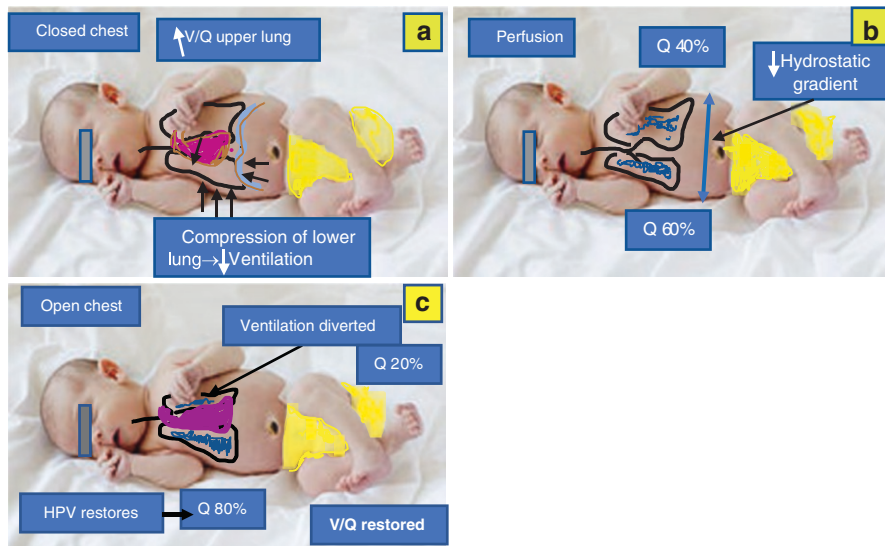 Closed chest
↑V/Q upper lung
a
Compression of lower
lung→↓Ventilation
Perfusion
Q 40%
b
↓Hydrostatic
gradient
Q 60%
Open chest
c
Ventilation diverted
Q 20%
HPV restores
Q 80%
V/Q restored